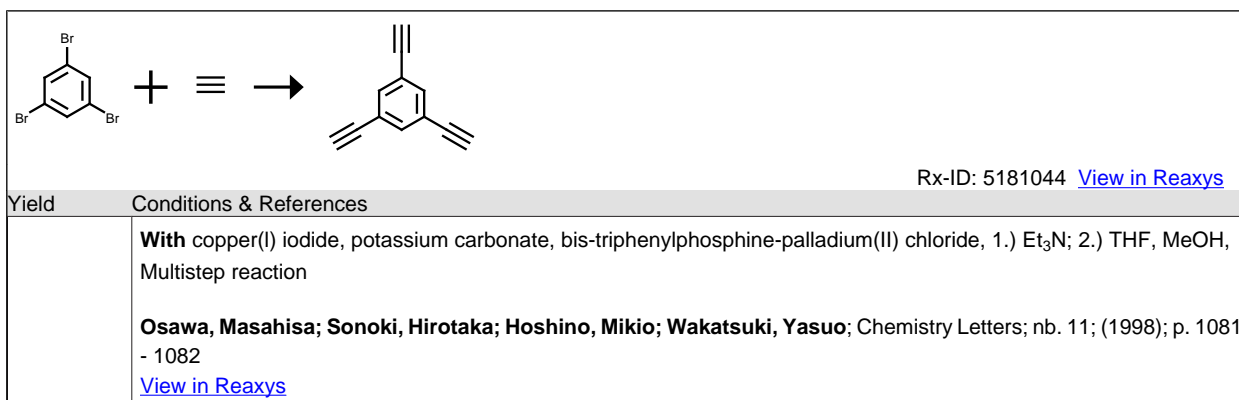 Br
Br
Br
Rx-ID: 5181044 View in Reaxys
Yield Conditions & References
With copper(I) iodide, potassium carbonate, bis-triphenylphosphine-palladium(II) chloride, 1.) Et₃N; 2.) THF, MeOH,
Multistep reaction
Osawa, Masahisa; Sonoki, Hirotaka; Hoshino, Mikio; Wakatsuki, Yasuo; Chemistry Letters; nb. 11; (1998); p. 1081
- 1082
View in Reaxys